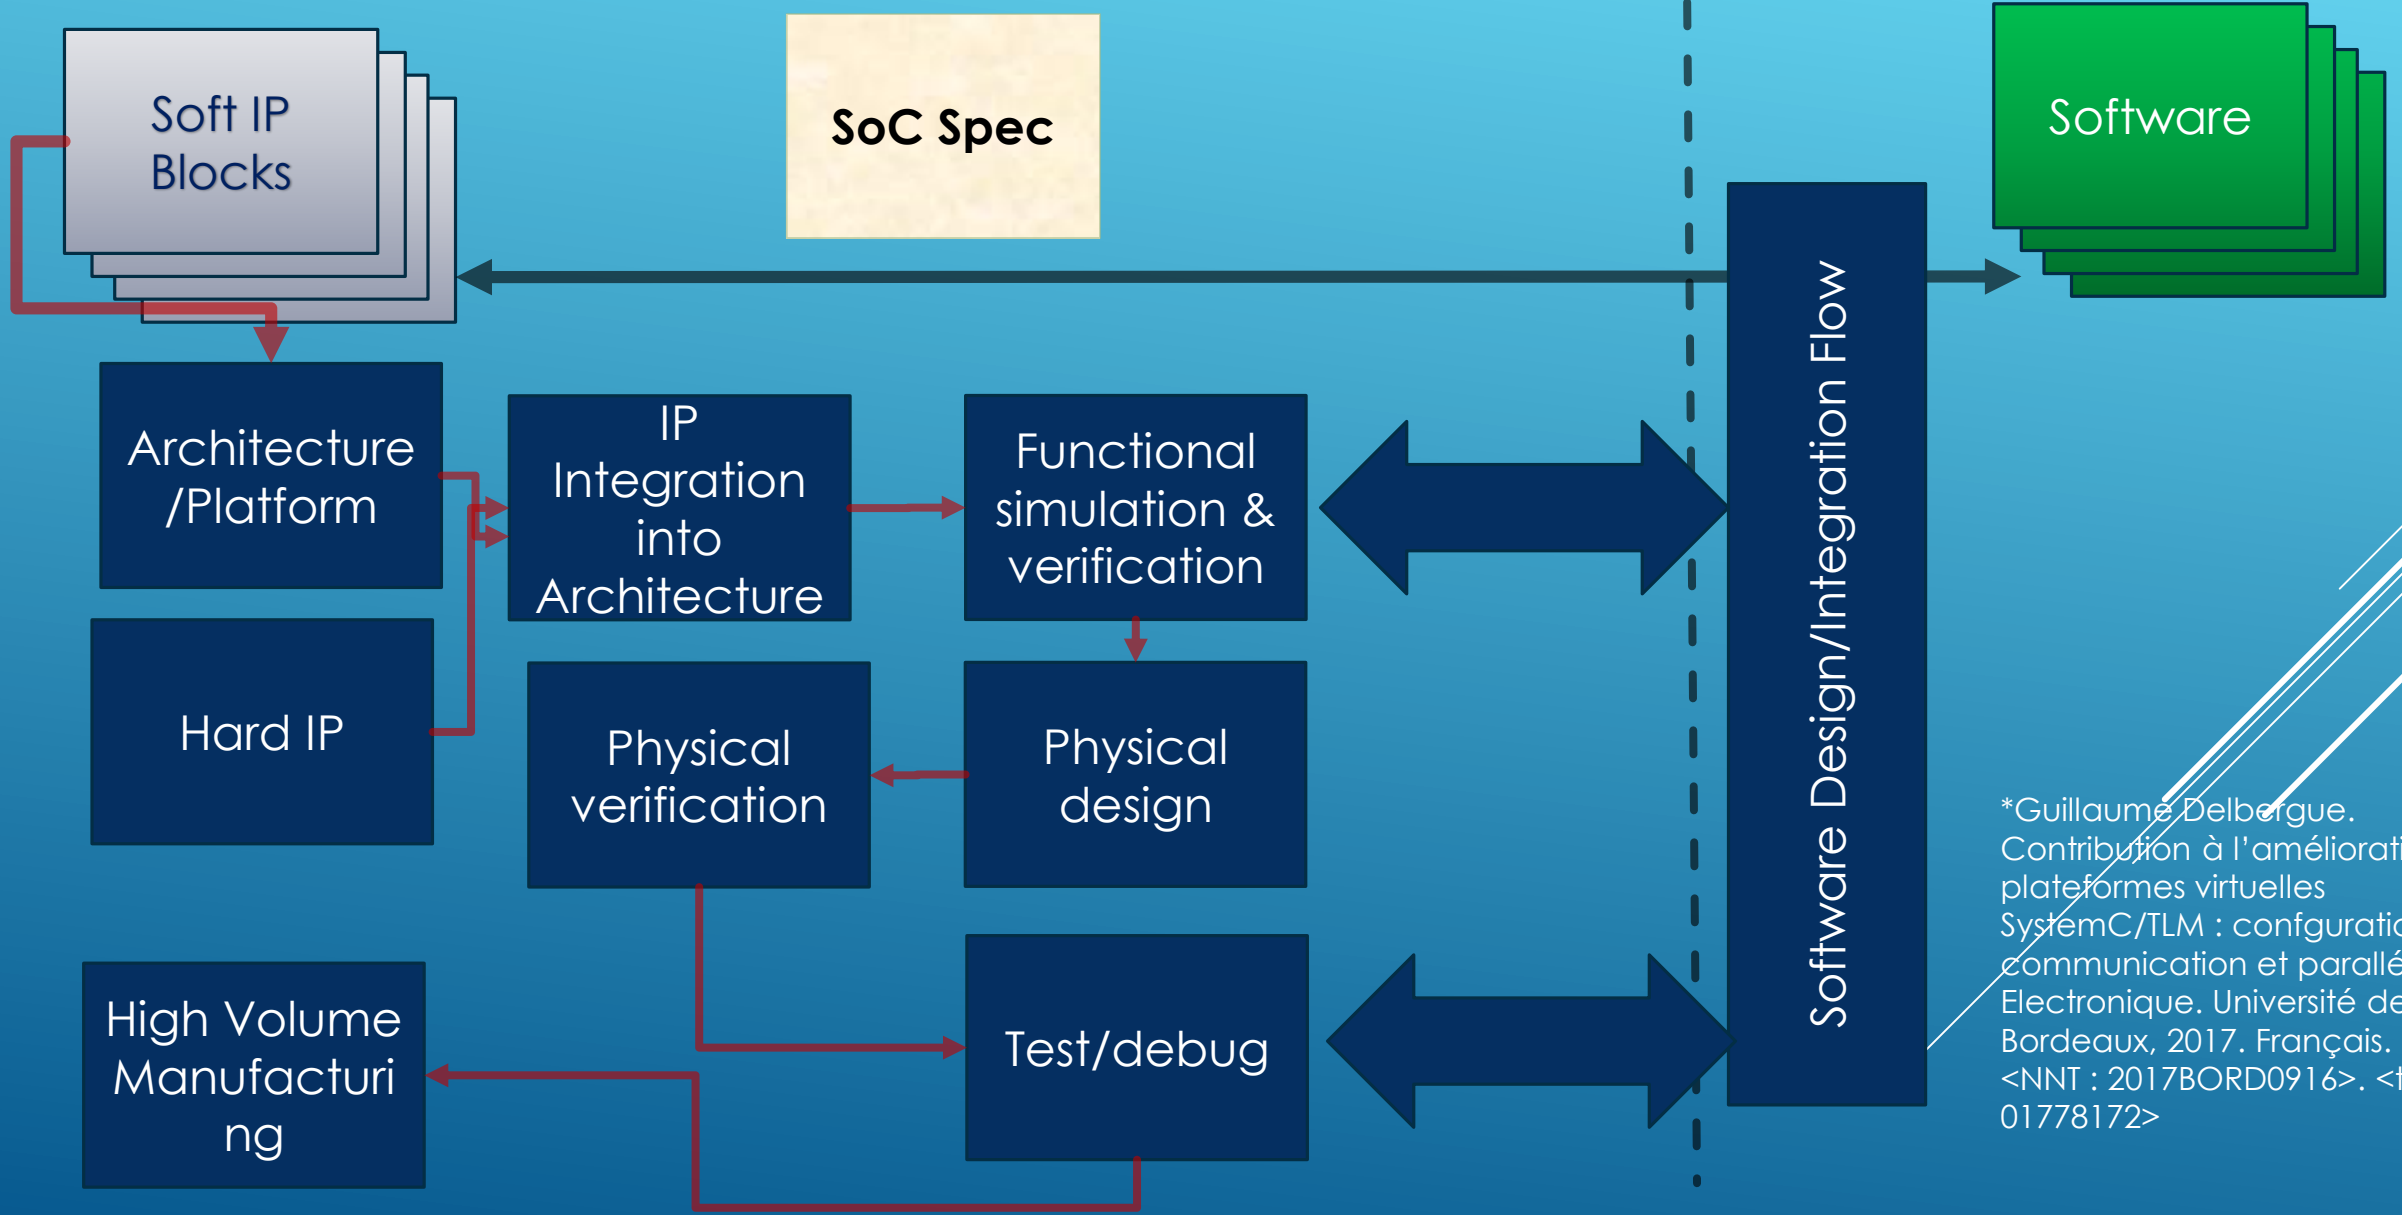 Soft IP
Blocks
SoC Spec
Software
Architecture
/Platform
IP
Integration
into
Architecture
Functional
simulation &
verification
Software Design/Integration Flow
Hard IP
Physical
verification
Physical
design
High Volume
Manufacturi
ng
Test/debug
*Guillaume Delbergue.
Contribution à l’améliorati
plateformes virtuelles
SystemC/TLM : confguratio
communication et parallé
Electronique. Université de
Bordeaux, 2017. Français.
<NNT : 2017BORD0916>. <t
01778172>